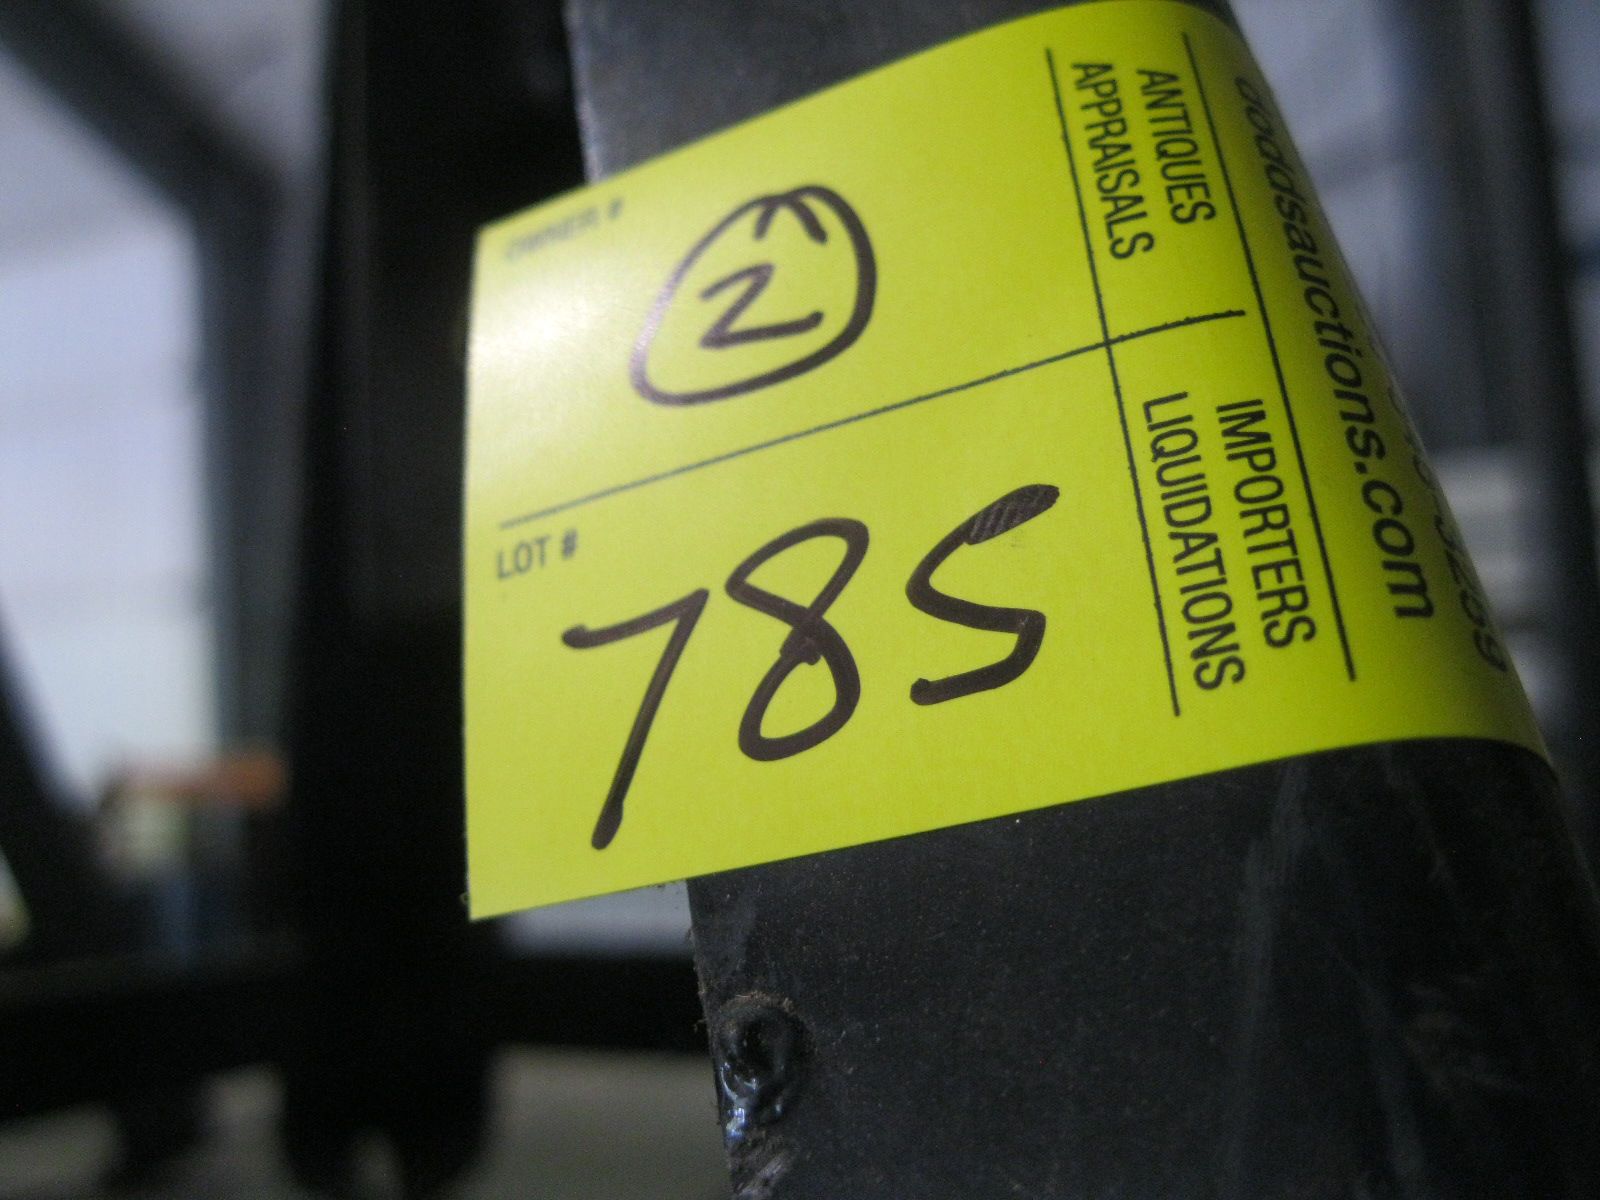 OWNER #
2
LOT #
785
ANTIQUES
APPRAISALS
IMPORTERS
LIQUIDATIONS
doddsauctions.com